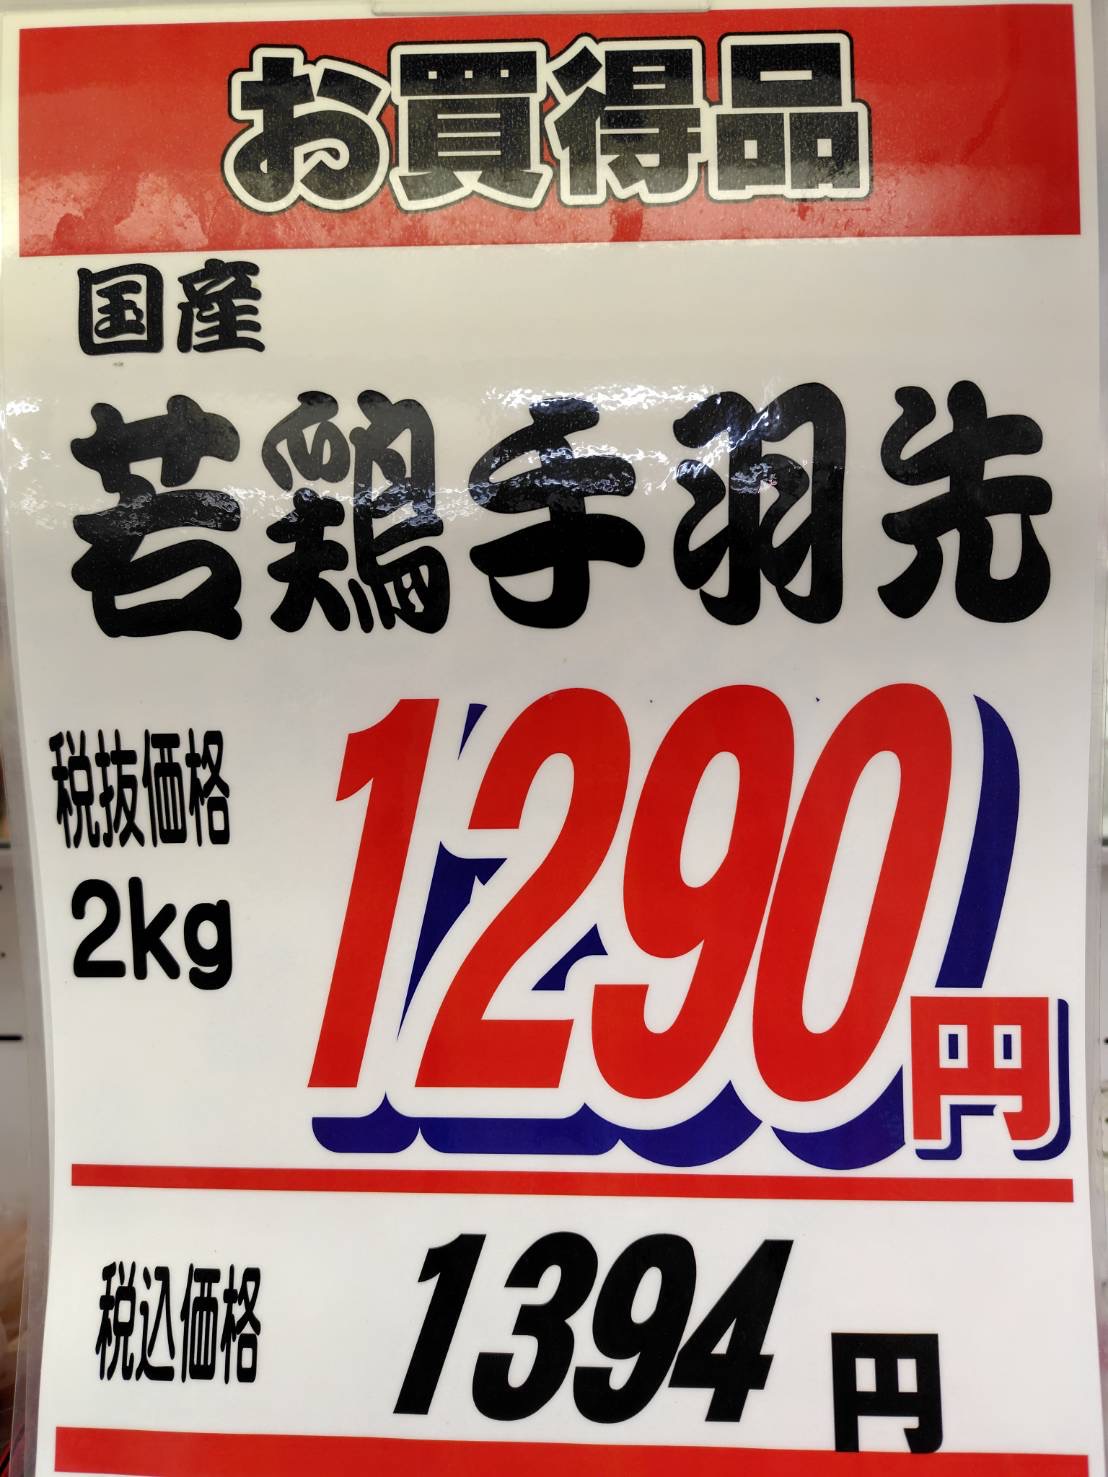 お買得品
国産
若鶏手羽先
税抜価格
2kg
1290円
税込価格
1394円